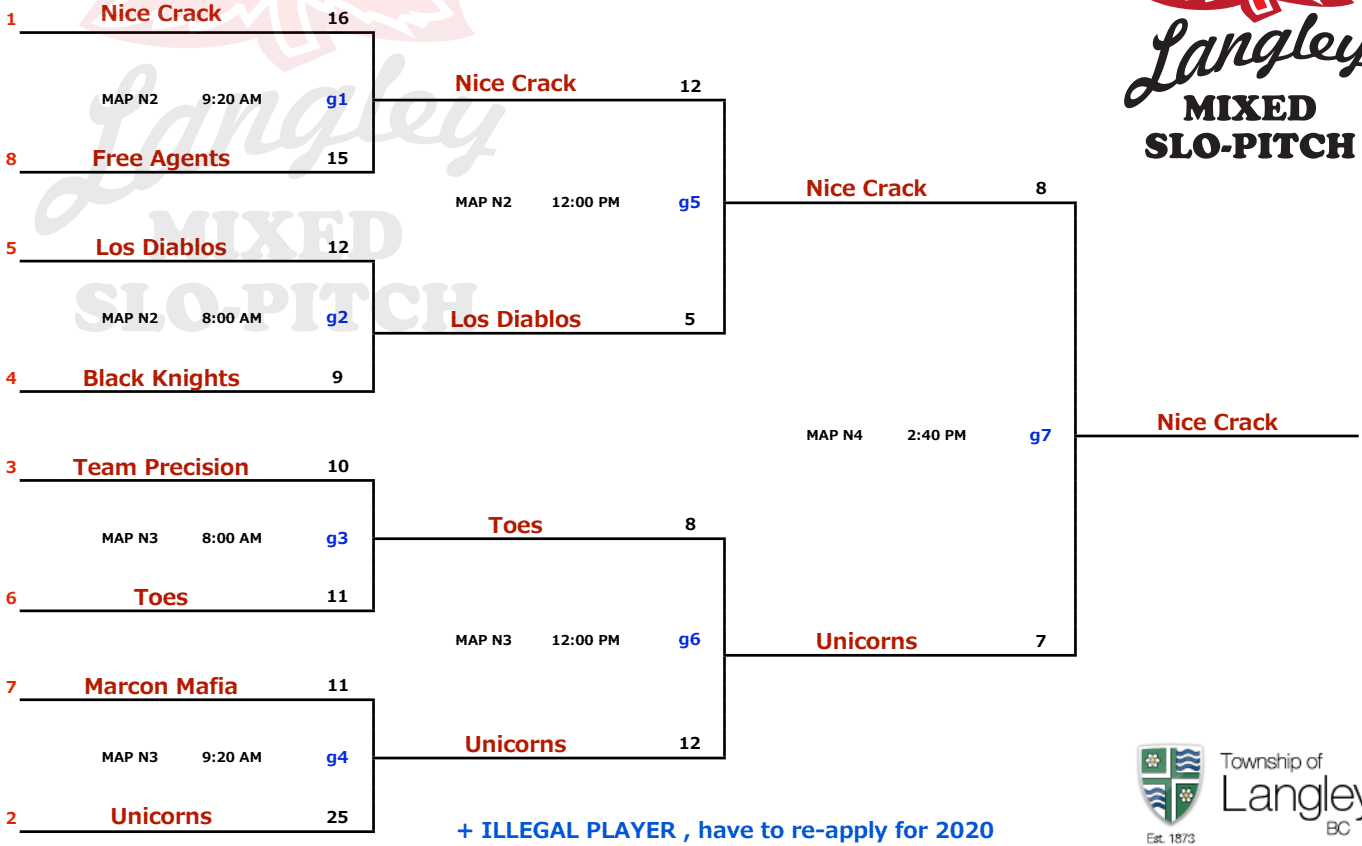 1 Nice Crack 16
MAP N2 9:20 AM g1
8 Free Agents 15
Nice Crack 12
5 Los Diablos 12
MAP N2 8:00 AM g2
4 Black Knights 9
MAP N2 12:00 PM g5
Los Diablos 5
Nice Crack 8
3 Team Precision 10
MAP N3 8:00 AM g3
6 Toes 11
Toes 8
7 Marcon Mafia 11
MAP N3 9:20 AM g4
2 Unicorns 25
MAP N3 12:00 PM g6
Unicorns 12
Unicorns 7
MAP N4 2:40 PM g7
Nice Crack
+ ILLEGAL PLAYER , have to re-apply for 2020
Langley
MIXED
SLO-PITCH
Langley
MIXED
SLO-PITCH
Township of
Langley
BC
Est. 1873